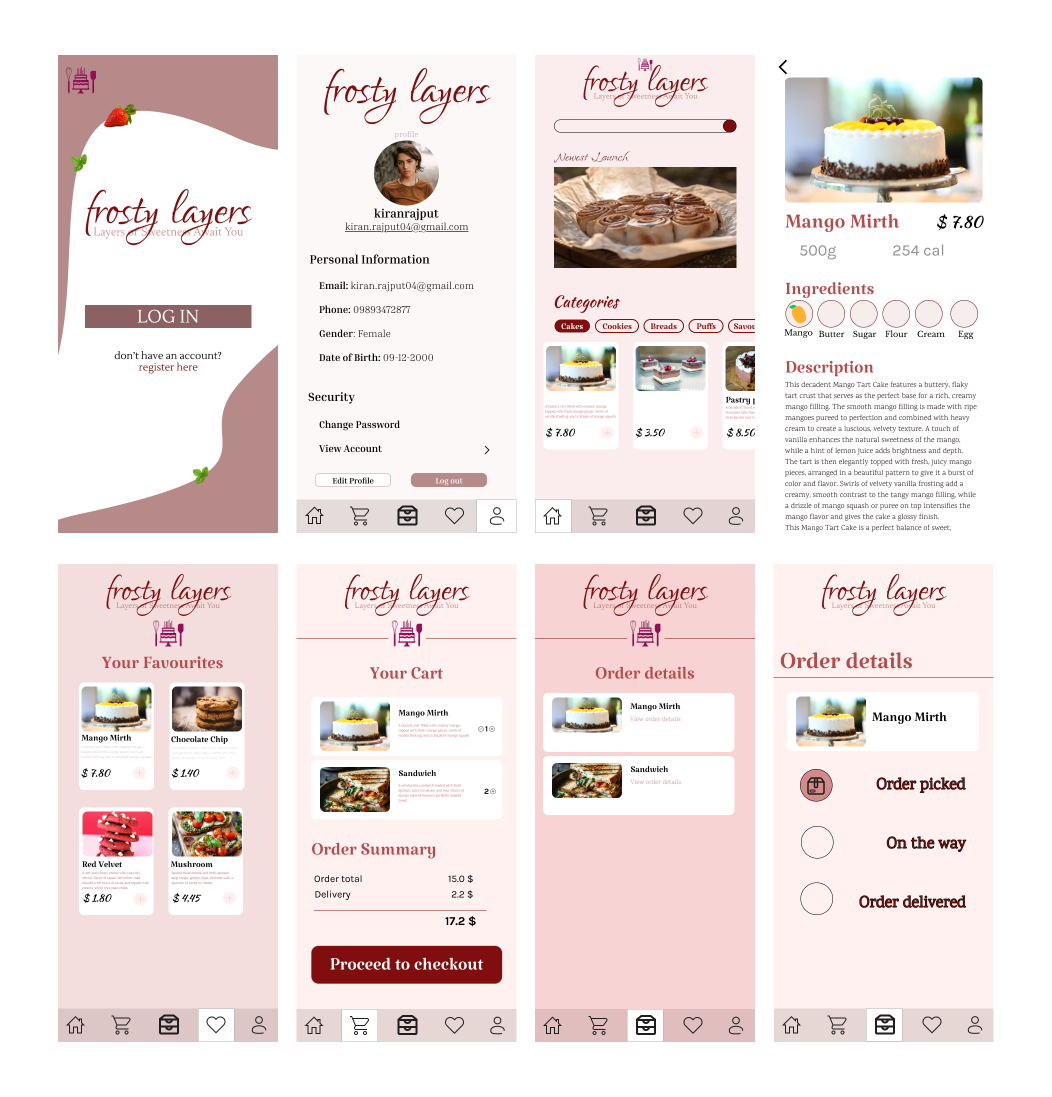 frosty layers
Layers of Sweetness Await You
LOG IN
don't have an account?
register here
frosty layers
profile
kiranrajput
kiran.rajput04@gmail.com
Personal Information
Email: kiran.rajput04@gmail.com
Phone: 09893472877
Gender: Female
Date of Birth: 09-12-2000
Security
Change Password
View Account
Edit Profile
Log out
frosty layers
Layers of Sweetness Await You
Newest Launch
Categories
Cakes Cookies Breads Puffs Savou
Pastry p
$ 7.80
$ 3.50
$ 8.50
Mango Mirth $ 7.80
500g 254 cal
Ingredients
Mango Butter Sugar Flour Cream Egg
Description
This decadent Mango Tart Cake features a buttery, flaky
tart crust that serves as the perfect base for a rich, creamy
mango filling. The smooth mango filling is made with ripe
mangoes pureed to perfection and combined with heavy
cream to create a luscious, velvety texture. A touch of
vanilla enhances the natural sweetness of the mango,
while a hint of lemon juice adds brightness and depth.
The tart is then elegantly topped with fresh, juicy mango
pieces, arranged in a beautiful pattern to give it a burst of
color and flavor. Swirls of velvety vanilla frosting add a
creamy, smooth contrast to the tangy mango filling, while
a drizzle of mango squash or puree on top intensifies the
mango flavor and gives the cake a glossy finish.
This Mango Tart Cake is a perfect balance of sweet,
frosty layers
Layers of Sweetness Await You
Your Favourites
Mango Mirth
$ 7.80
Chocolate Chip
$ 1.40
Red Velvet
$ 1.80
Mushroom
$ 4.45
frosty layers
Layers of Sweetness Await You
Your Cart
Mango Mirth
1
Sandwich
2
Order Summary
Order total 15.0 $
Delivery 2.2 $
17.2 $
Proceed to checkout
frosty layers
Layers of Sweetness Await You
Order details
Mango Mirth
View order details
Sandwich
View order details
frosty layers
Layers of Sweetness Await You
Order details
Mango Mirth
Order picked
On the way
Order delivered